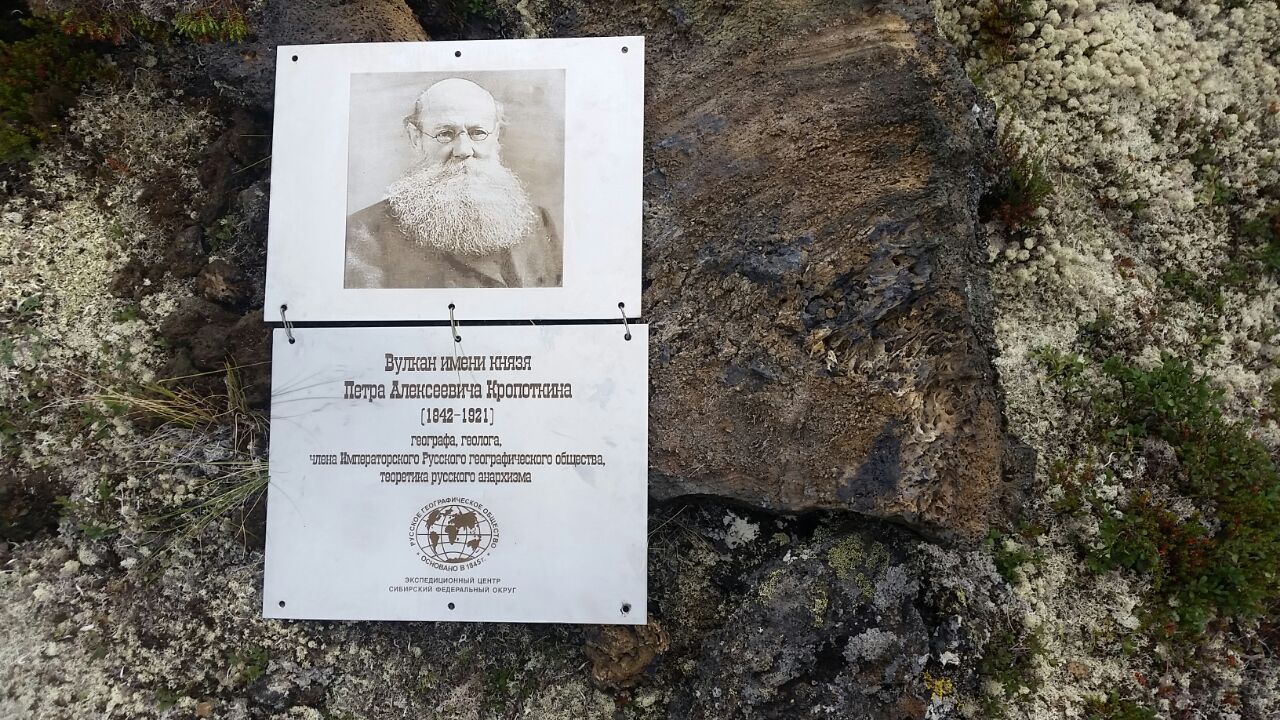 Вулкан имени князя
Петра Алексеевича Кропоткина
(1842-1921)
географа, геолога,
члена Императорского Русского географического общества,
теоретика русского анархизма
РУССКОЕ ГЕОГРАФИЧЕСКОЕ ОБЩЕСТВО
• ОСНОВАНО В 1845г. •
ЭКСПЕДИЦИОННЫЙ ЦЕНТР
СИБИРСКИЙ ФЕДЕРАЛЬНЫЙ ОКРУГ